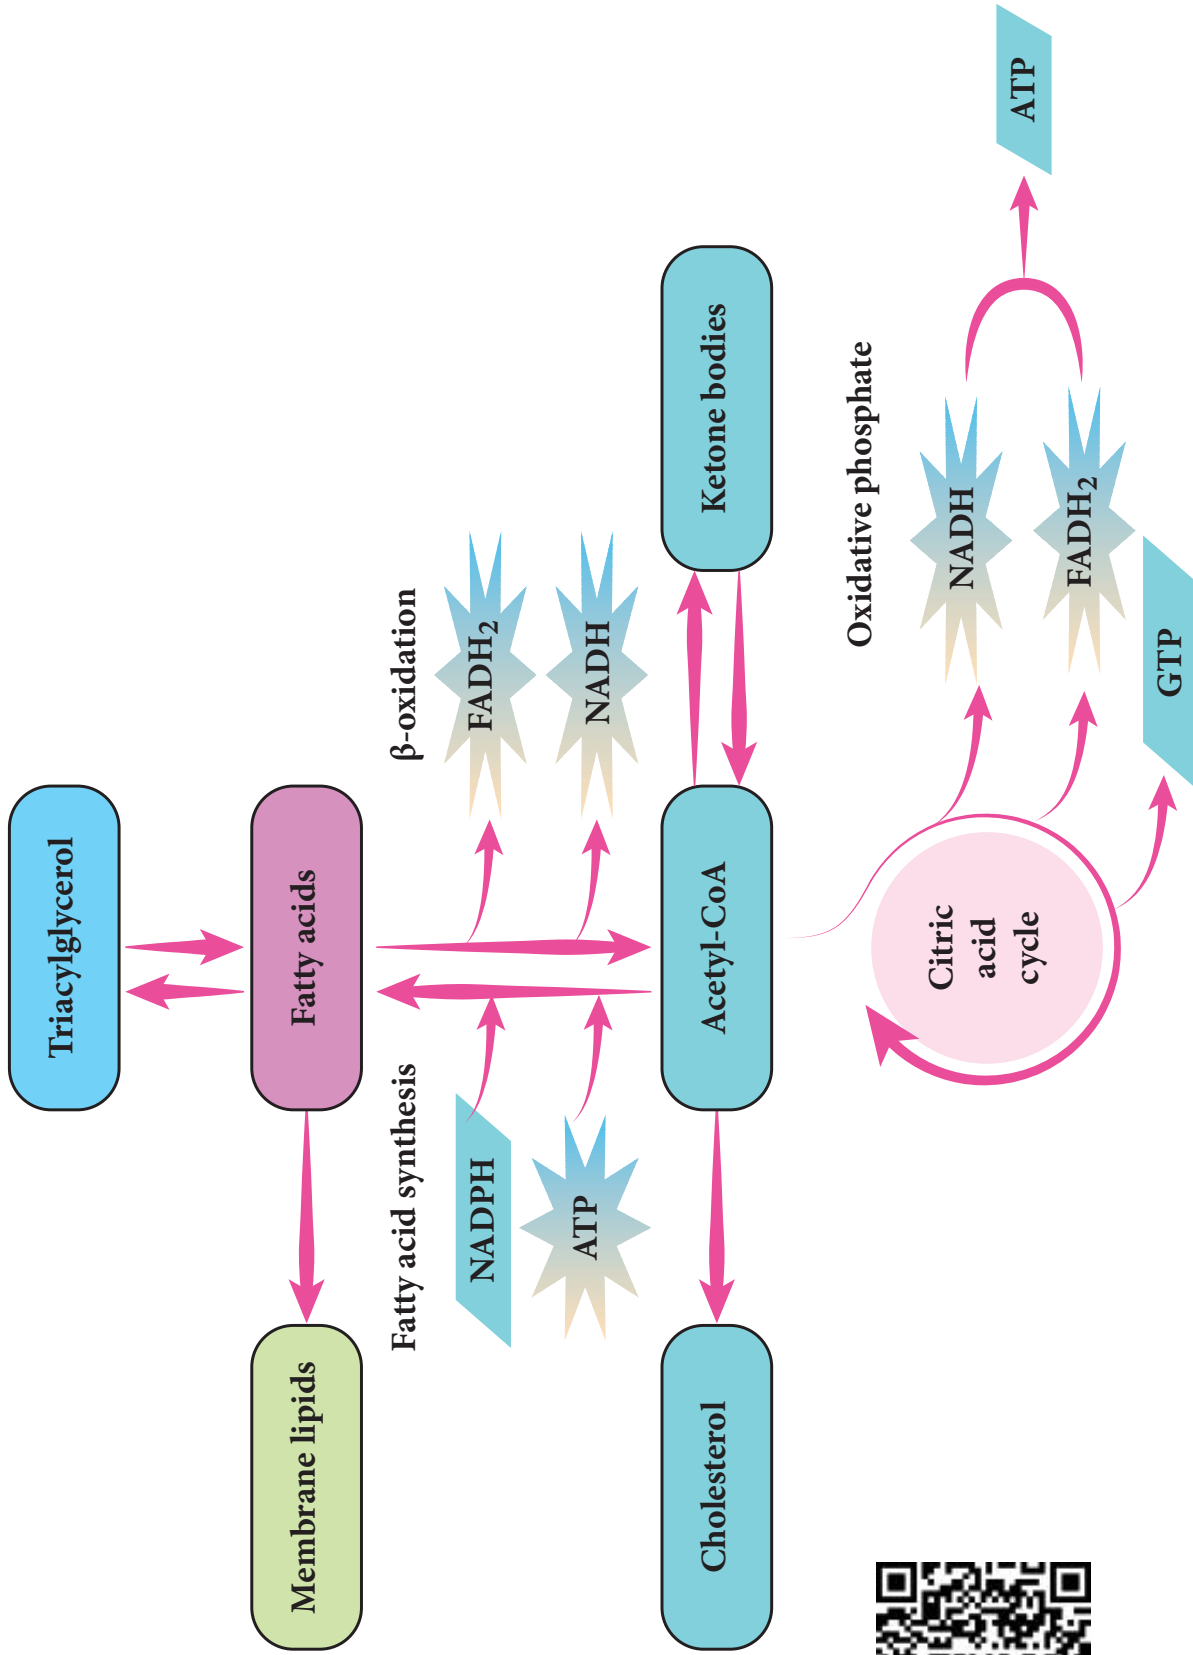 Triacylglycerol
Membrane lipids
Fatty acids
Fatty acid synthesis
β-oxidation
NADPH
FADH₂
ATP
NADH
Cholesterol
Acetyl-CoA
Ketone bodies
Oxidative phosphate
Citric
acid
cycle
NADH
FADH₂
ATP
GTP